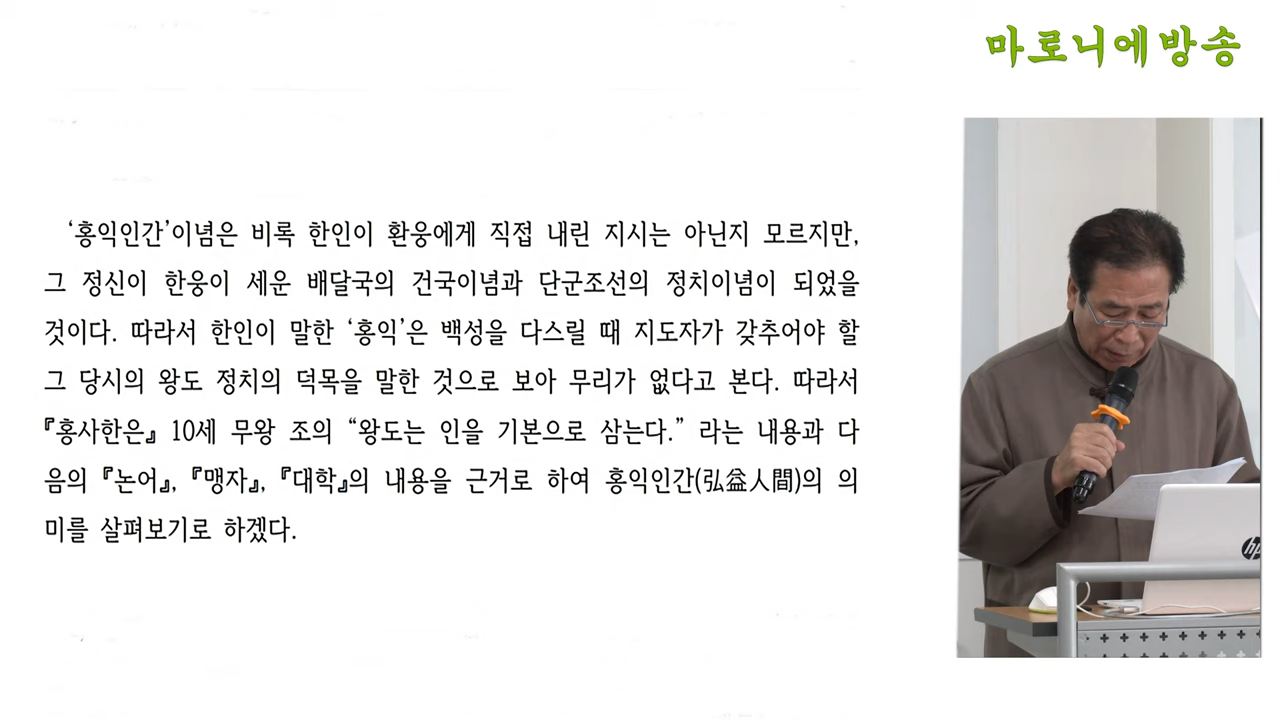 마로니에방송
‘홍익인간’이념은 비록 한인이 환웅에게 직접 내린 지시는 아닌지 모르지만,
그 정신이 한웅이 세운 배달국의 건국이념과 단군조선의 정치이념이 되었을
것이다. 따라서 한인이 말한 ‘홍익’은 백성을 다스릴 때 지도자가 갖추어야 할
그 당시의 왕도 정치의 덕목을 말한 것으로 보아 무리가 없다고 본다. 따라서
『홍사한은』 10세 무왕 조의 “왕도는 인을 기본으로 삼는다.” 라는 내용과 다
음의 『논어』, 『맹자』, 『대학』의 내용을 근거로 하여 홍익인간(弘益人間)의 의
미를 살펴보기로 하겠다.
hp